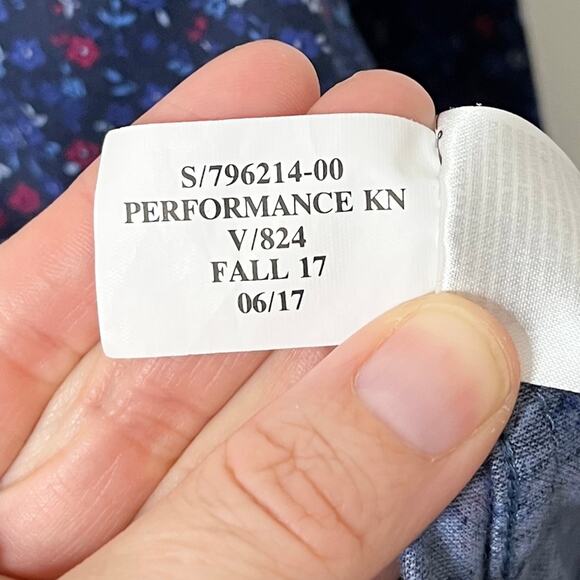 S/796214-00
PERFORMANCE KN
V/824
FALL 17
06/17